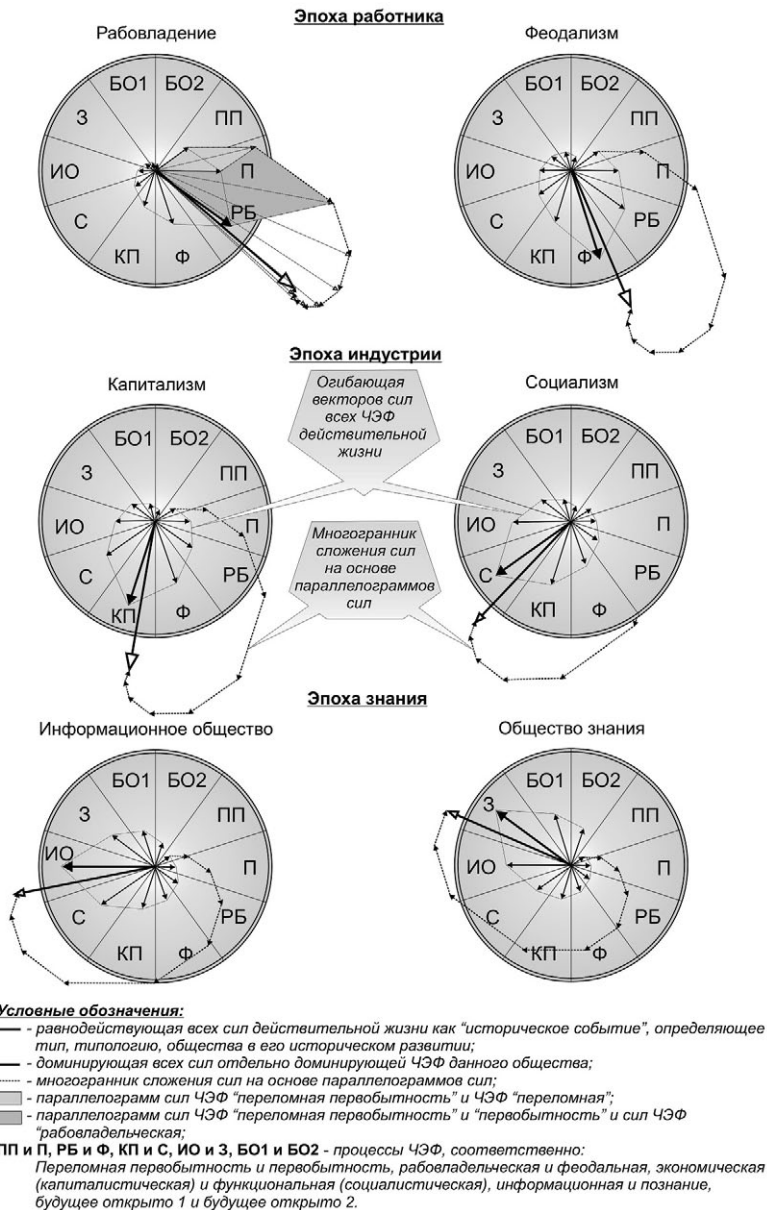 Эпоха работника
Рабовладение
Феодализм
БО1 БО2
З ПП
ИО П
С РБ
КП Ф
БО1 БО2
З ПП
ИО П
С РБ
КП Ф
Эпоха индустрии
Капитализм
Социализм
Огибающая
векторов сил
всех ЧЭФ
действительной
жизни
БО1 БО2
З ПП
ИО П
С РБ
КП Ф
БО1 БО2
З ПП
ИО П
С РБ
КП Ф
Многогранник
сложения сил
на основе
параллелограммов
сил
Эпоха знания
Информационное общество
Общество знания
БО1 БО2
З ПП
ИО П
С РБ
КП Ф
БО1 БО2
З ПП
ИО П
С РБ
КП Ф
Условные обозначения:
- равнодействующая всех сил действительной жизни как “историческое событие”, определяющее
тип, типологию, общества в его историческом развитии;
- доминирующая всех сил отдельно доминирующей ЧЭФ данного общества;
- многогранник сложения сил на основе параллелограммов сил;
- параллелограм сил ЧЭФ “переломная первобытность” и ЧЭФ “переломная”;
- параллелограм сил ЧЭФ “переломная первобытность” и “первобытность” и сил ЧЭФ
“рабовладельческая;
ПП и П, РБ и Ф, КП и С, ИО и З, БО1 и БО2 - процессы ЧЭФ, соответственно:
Переломная первобытность и первобытность, рабовладельческая и феодальная, экономическая
(капиталистическая) и функциональная (социалистическая), информационная и познание,
будущее открыто 1 и будущее открыто 2.